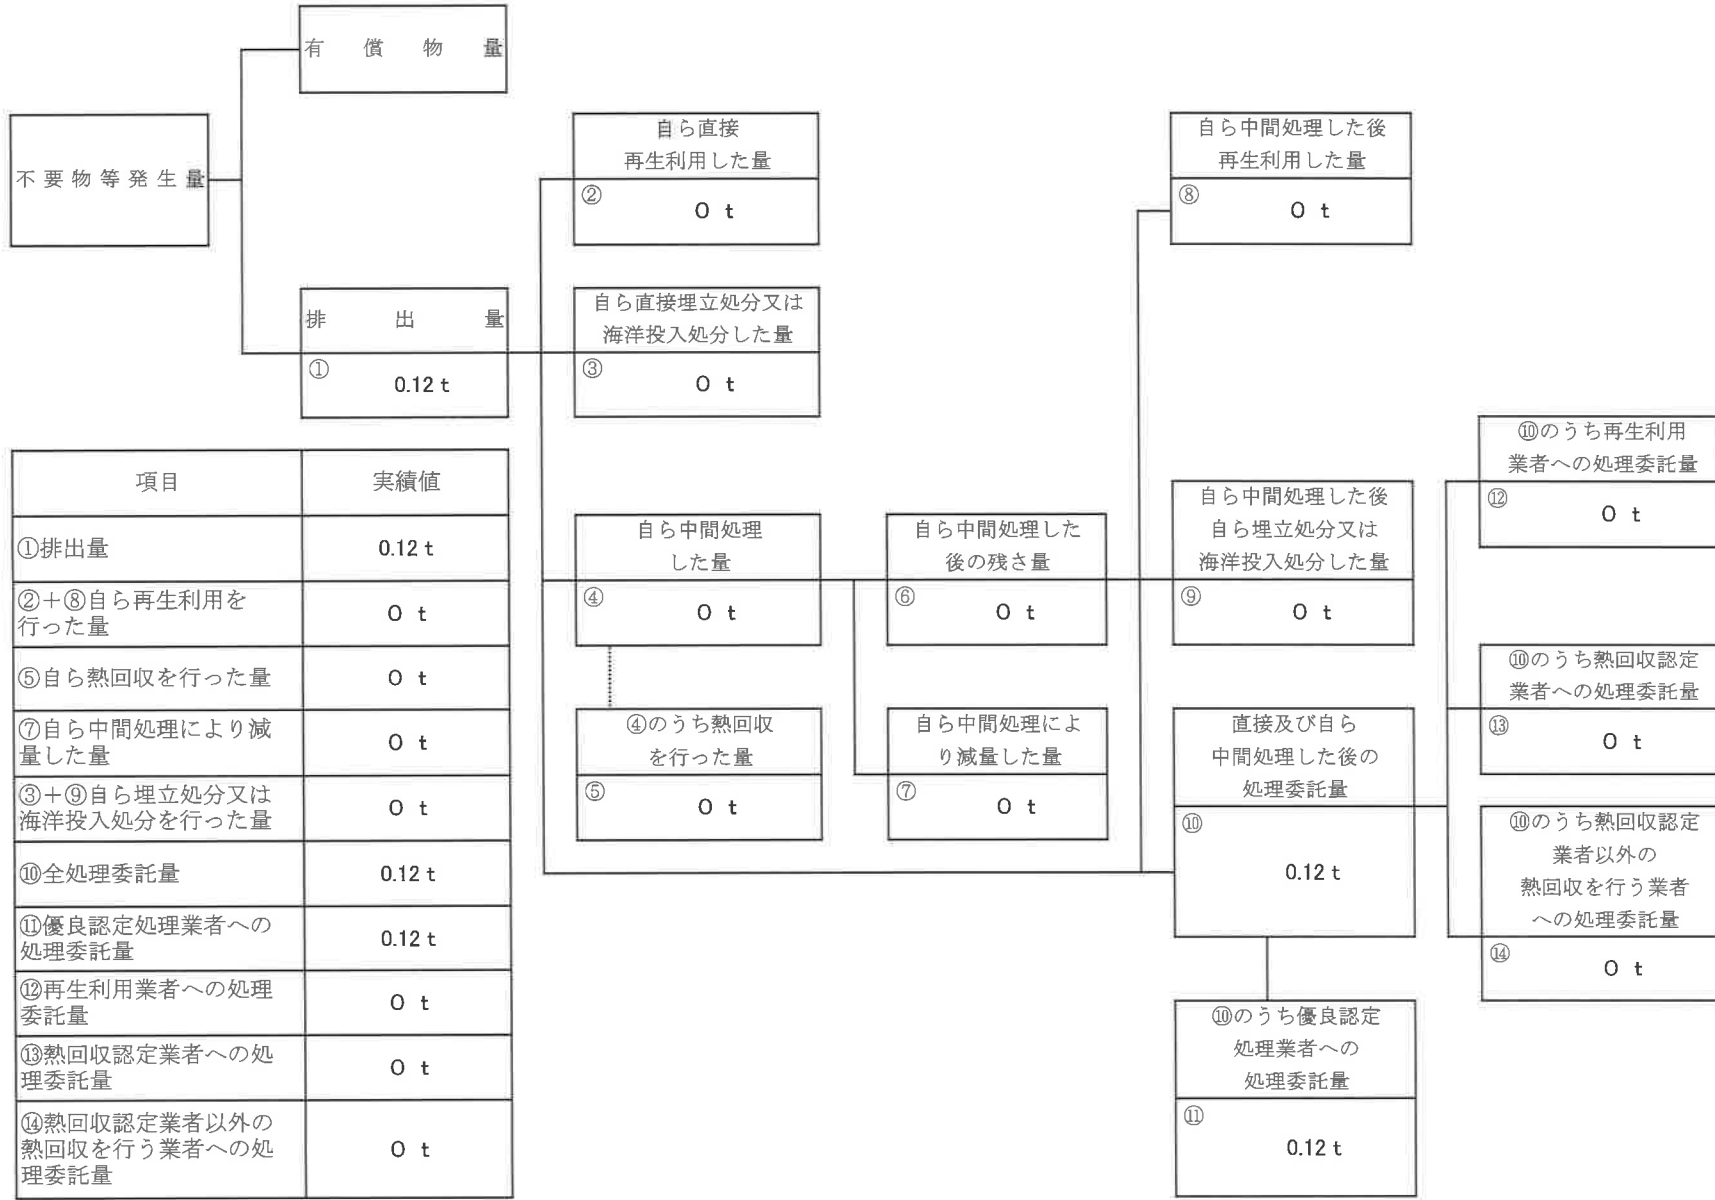 有償物量
不要物等発生量
排出量
①
0.12 t
自ら直接
再生利用した量
②
0 t
自ら直接埋立処分又は
海洋投入処分した量
③
0 t
自ら中間処理
した量
④
0 t
④のうち熱回収
を行った量
⑤
0 t
自ら中間処理した
後の残さ量
⑥
0 t
自ら中間処理によ
り減量した量
⑦
0 t
自ら中間処理した後
再生利用した量
⑧
0 t
自ら中間処理した後
自ら埋立処分又は
海洋投入処分した量
⑨
0 t
直接及び自ら
中間処理した後の
処理委託量
⑩
0.12 t
⑩のうち優良認定
処理業者への
処理委託量
⑪
0.12 t
⑩のうち再生利用
業者への処理委託量
⑫
0 t
⑩のうち熱回収認定
業者への処理委託量
⑬
0 t
⑩のうち熱回収認定
業者以外の
熱回収を行う業者
への処理委託量
⑭
0 t
項目 実績値
①排出量 0.12 t
②+⑧自ら再生利用を
行った量
0 t
⑤自ら熱回収を行った量 0 t
⑦自ら中間処理により減
量した量
0 t
③+⑨自ら埋立処分又は
海洋投入処分を行った量
0 t
⑩全処理委託量 0.12 t
⑪優良認定処理業者への
処理委託量
0.12 t
⑫再生利用業者への処理
委託量
0 t
⑬熱回収認定業者への処
理委託量
0 t
⑭熱回収認定業者以外の
熱回収を行う業者への処
理委託量
0 t